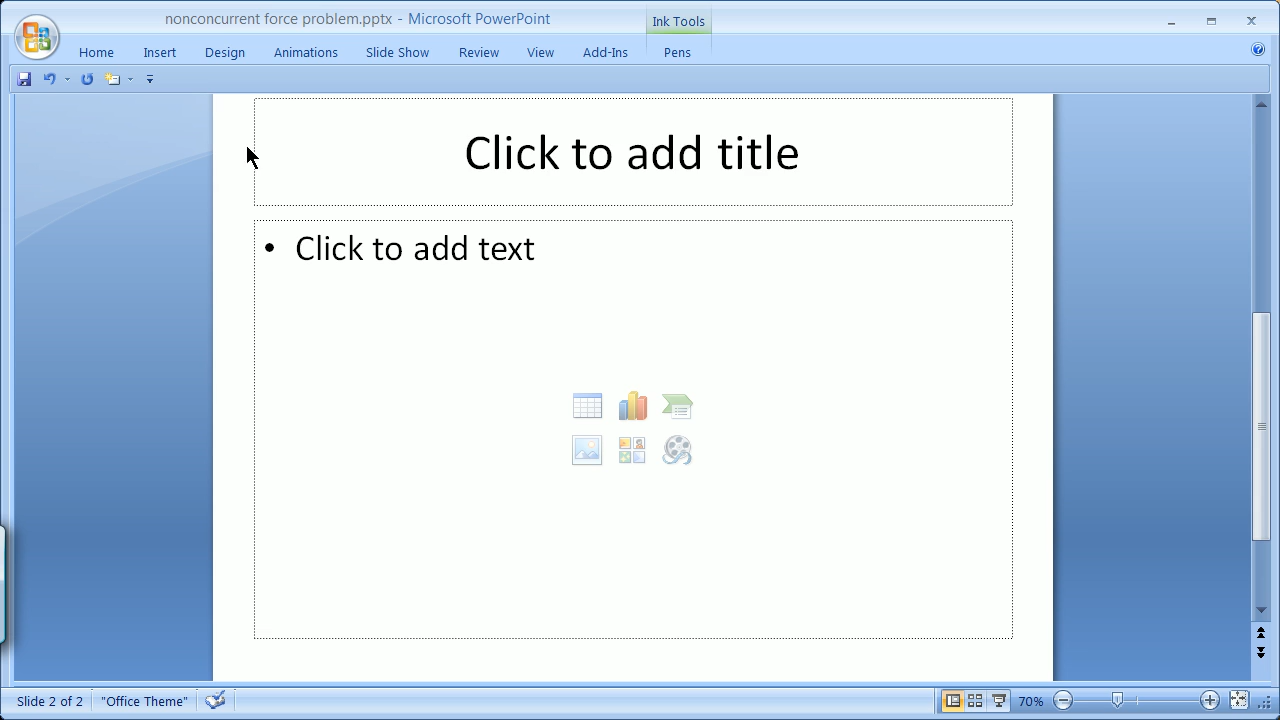 nonconcurrent force problem.pptx - Microsoft PowerPoint
Ink Tools
Home Insert Design Animations Slide Show Review View Add-Ins Pens
Click to add title
• Click to add text
Slide 2 of 2 "Office Theme" 70%